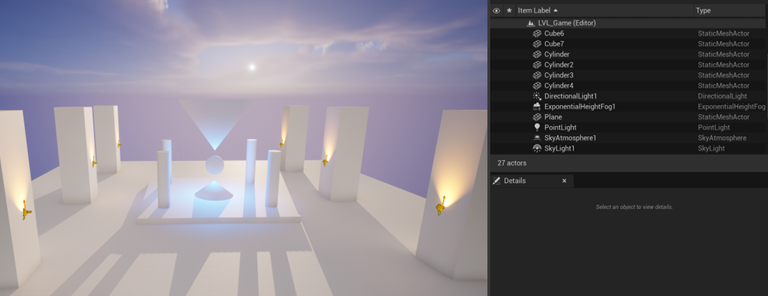 Item Label Type
LVL_Game (Editor)
Cube6 StaticMeshActor
Cube7 StaticMeshActor
Cylinder StaticMeshActor
Cylinder2 StaticMeshActor
Cylinder3 StaticMeshActor
Cylinder4 StaticMeshActor
DirectionalLight1 DirectionalLight
ExponentialHeightFog1 ExponentialHeightFog
Plane StaticMeshActor
PointLight PointLight
SkyAtmosphere1 SkyAtmosphere
SkyLight1 SkyLight
27 actors
Details
Select an object to view details.